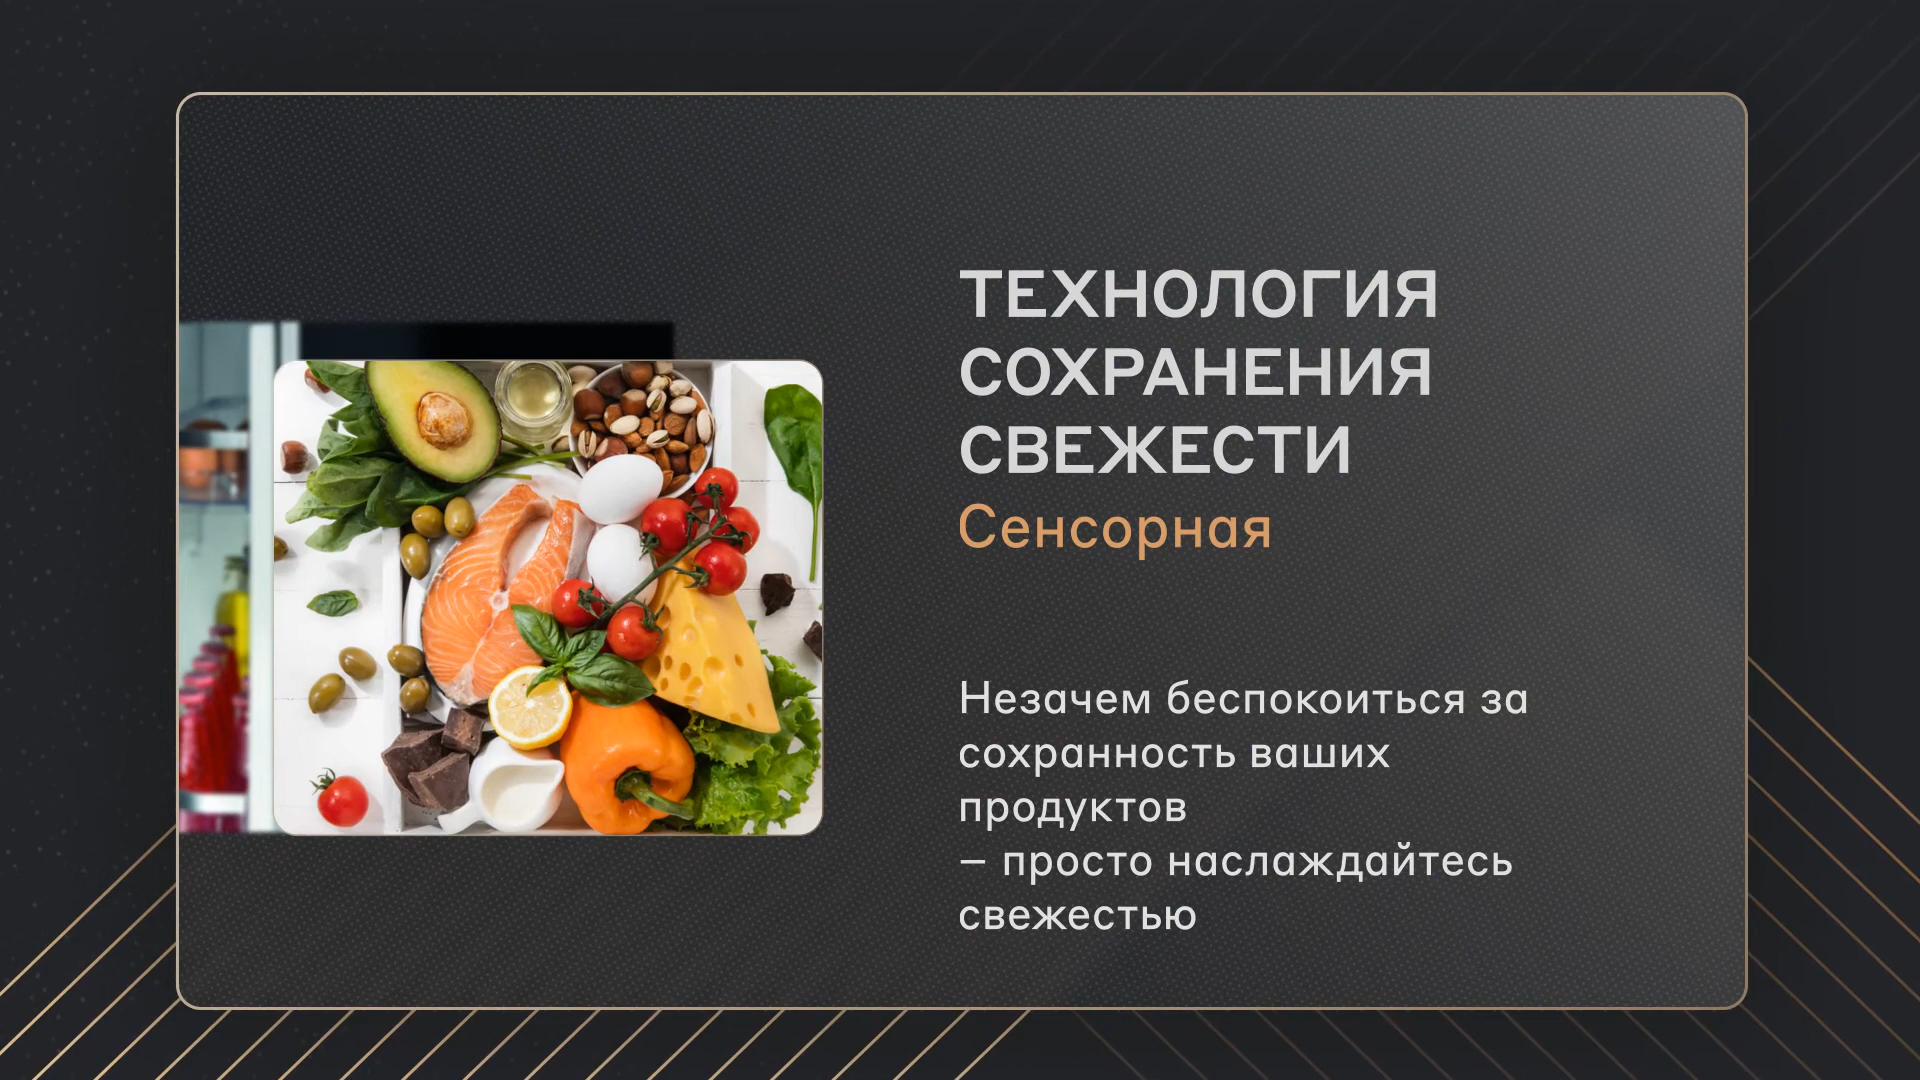 ТЕХНОЛОГИЯ
СОХРАНЕНИЯ
СВЕЖЕСТИ
Сенсорная
Незачем беспокоиться за
сохранность ваших
продуктов
– просто наслаждайтесь
свежестью